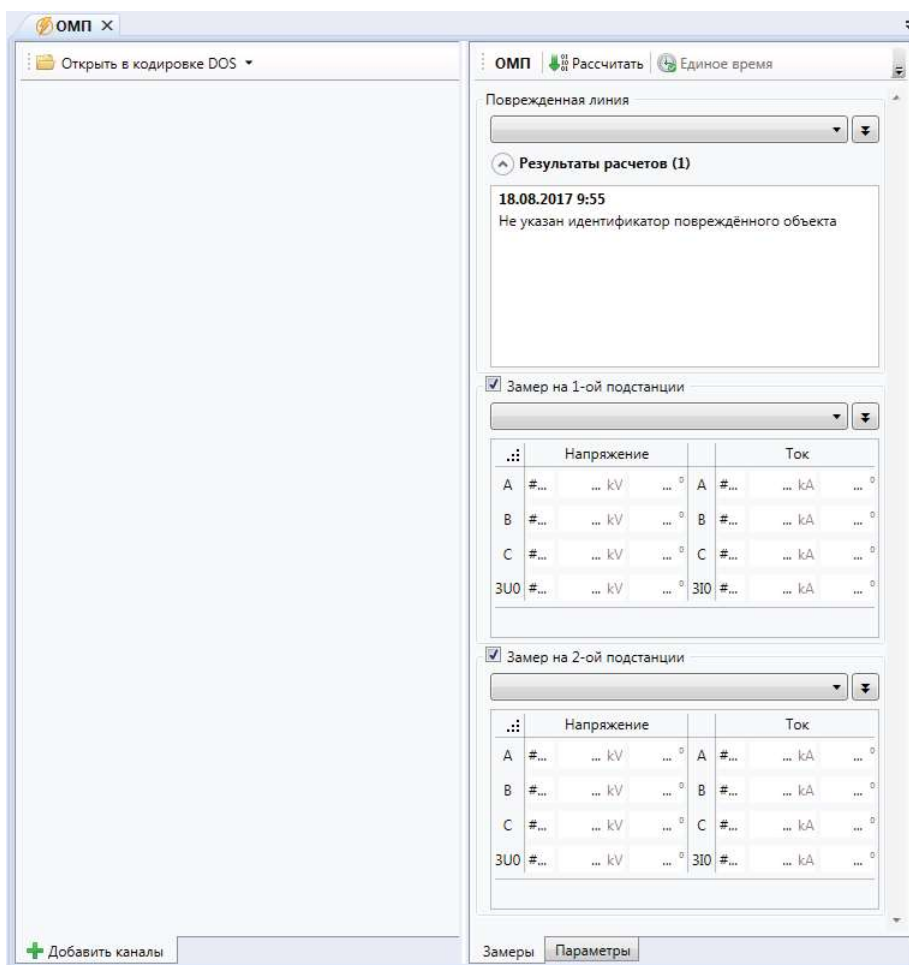 ОМП
Открыть в кодировке DOS
ОМП Рассчитать Единое время
Поврежденная линия
Результаты расчетов (1)
18.08.2017 9:55
Не указан идентификатор повреждённого объекта
Замер на 1-ой подстанции
Напряжение Ток
A #... ... kV ... ° A #... ... kA ... °
B #... ... kV ... ° B #... ... kA ... °
C #... ... kV ... ° C #... ... kA ... °
3U0 #... ... kV ... ° 3I0 #... ... kA ... °
Замер на 2-ой подстанции
Напряжение Ток
A #... ... kV ... ° A #... ... kA ... °
B #... ... kV ... ° B #... ... kA ... °
C #... ... kV ... ° C #... ... kA ... °
3U0 #... ... kV ... ° 3I0 #... ... kA ... °
Добавить каналы
Замеры Параметры